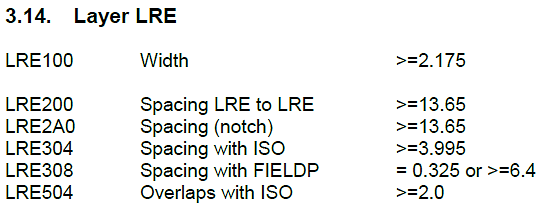 3.14. Layer LRE
LRE100 Width >=2.175
LRE200 Spacing LRE to LRE >=13.65
LRE2A0 Spacing (notch) >=13.65
LRE304 Spacing with ISO >=3.995
LRE308 Spacing with FIELDP = 0.325 or >=6.4
LRE504 Overlaps with ISO >=2.0